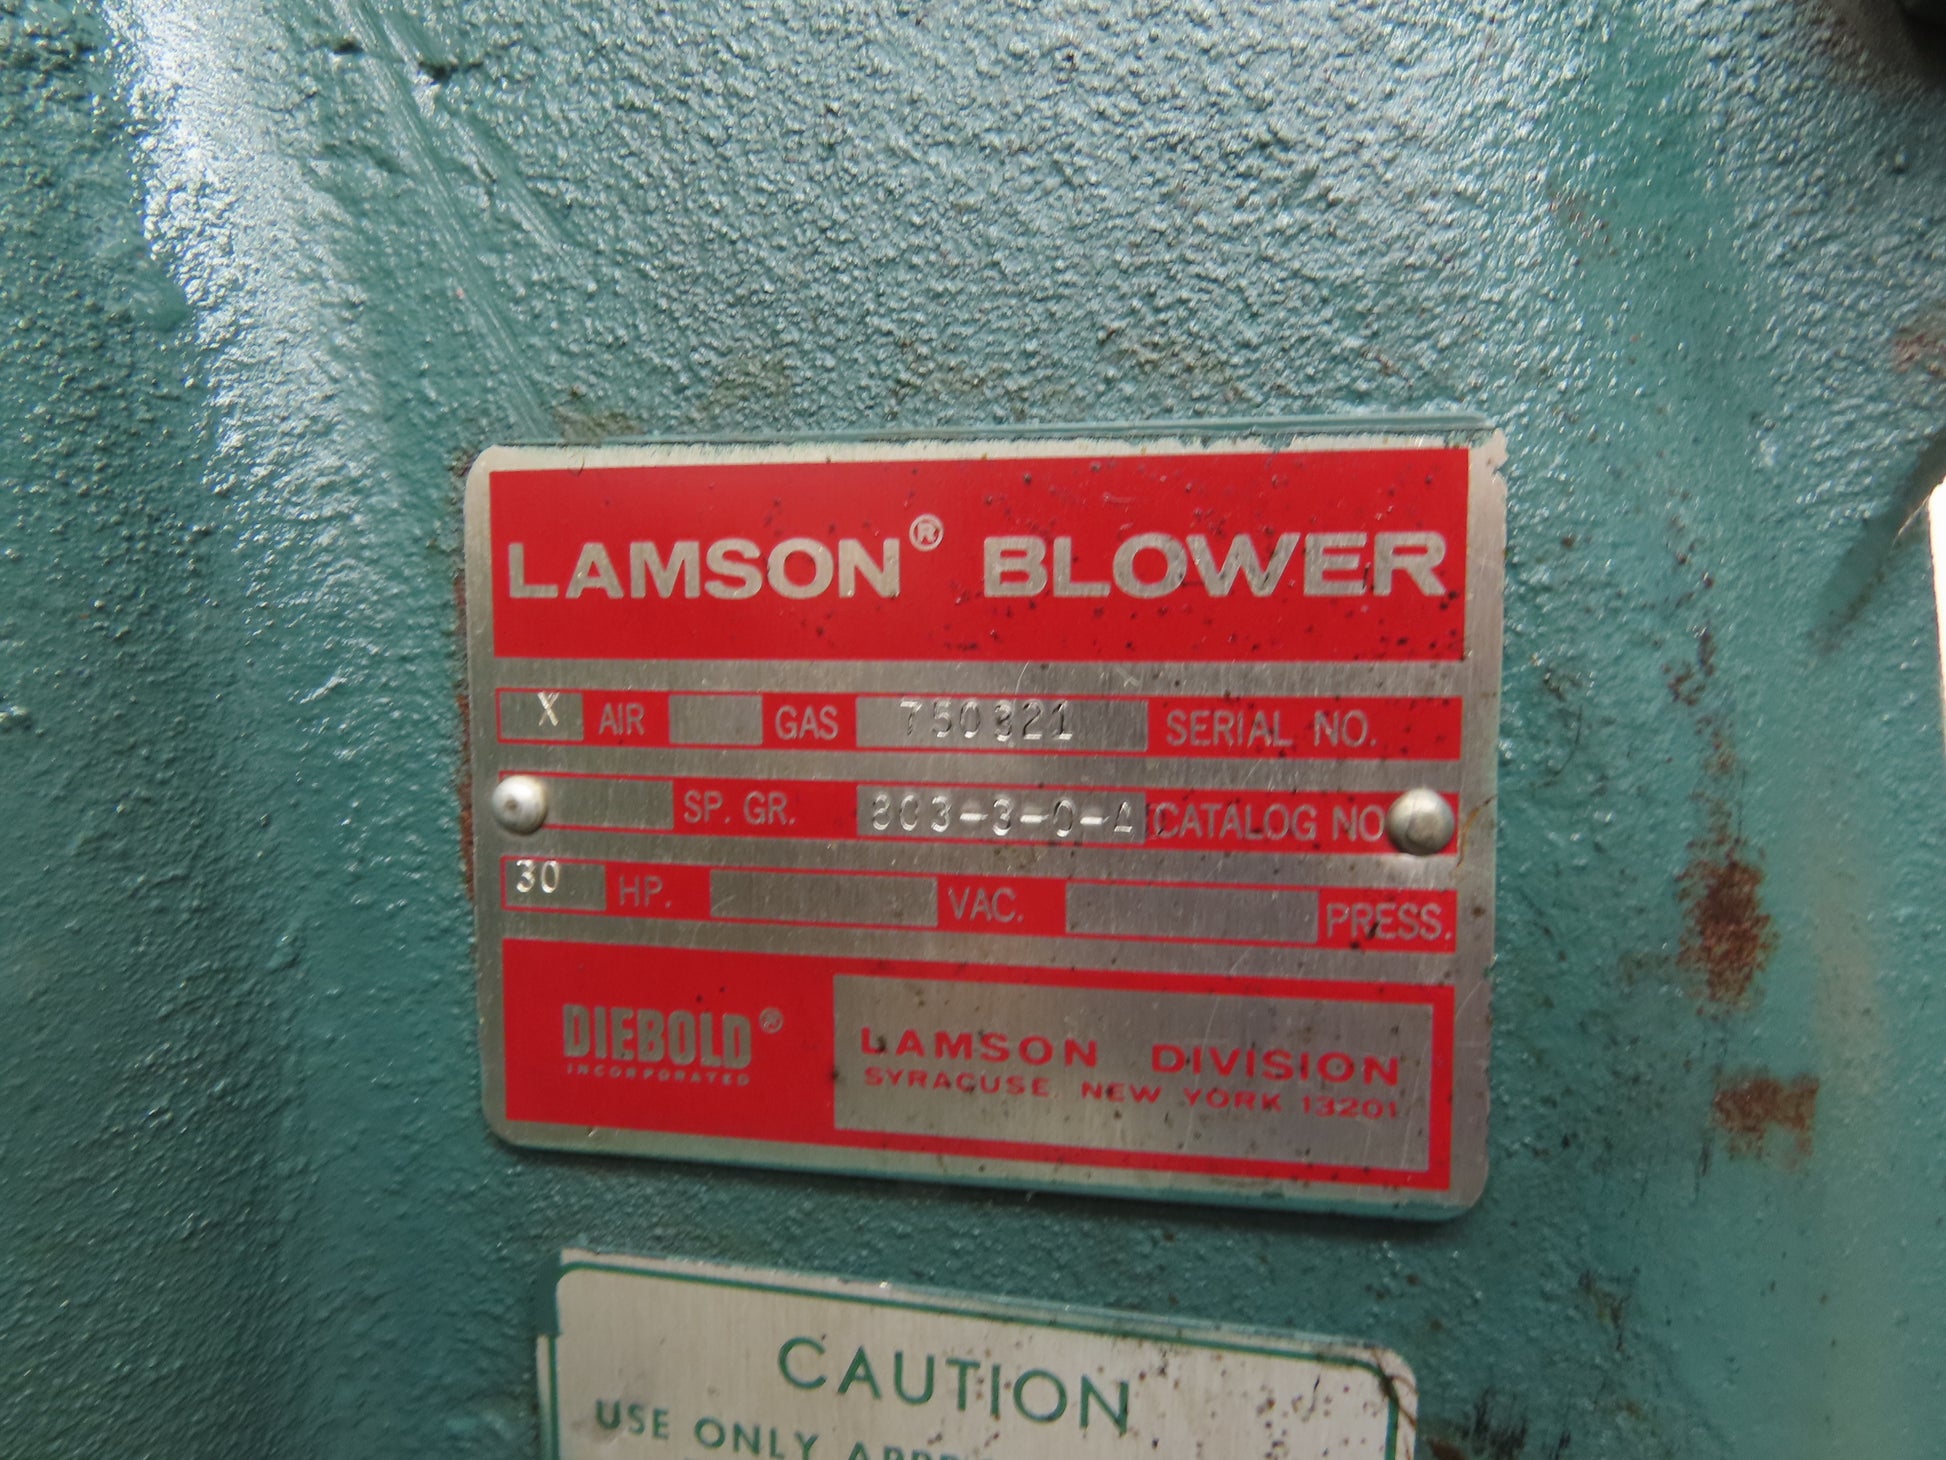 LAMSON® BLOWER
X AIR GAS 750921 SERIAL NO.
SP. GR. 803-3-0-A CATALOG NO
30 HP. VAC. PRESS.
DIEBOLD®
INCORPORATED
LAMSON DIVISION
SYRACUSE, NEW YORK 13201
CAUTION
USE ONLY